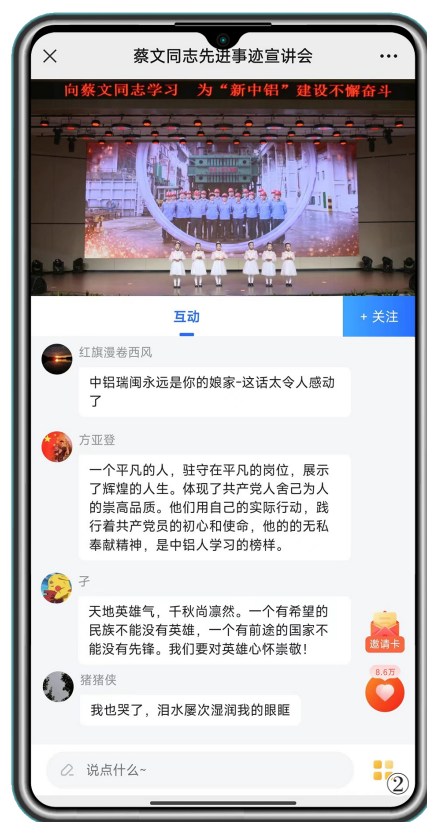 蔡文同志先进事迹宣讲会
向蔡文同志学习 为“新中铝”建设不懈奋斗
互动
+ 关注
红旗漫卷西风
中铝瑞闽永远是你的娘家-这话太令人感动
了
方亚登
一个平凡的人，驻守在平凡的岗位，展示
了辉煌的人生。体现了共产党人舍己为人
的崇高品质。他们用自己的实际行动，践
行着共产党员的初心和使命，他的的无私
奉献精神，是中铝人学习的榜样。
孑
天地英雄气，千秋尚凛然。一个有希望的
民族不能没有英雄，一个有前途的国家不
能没有先锋。我们要对英雄心怀崇敬！
邀请卡
8.6万
猪猪侠
我也哭了，泪水屡次湿润我的眼眶
说点什么~
②